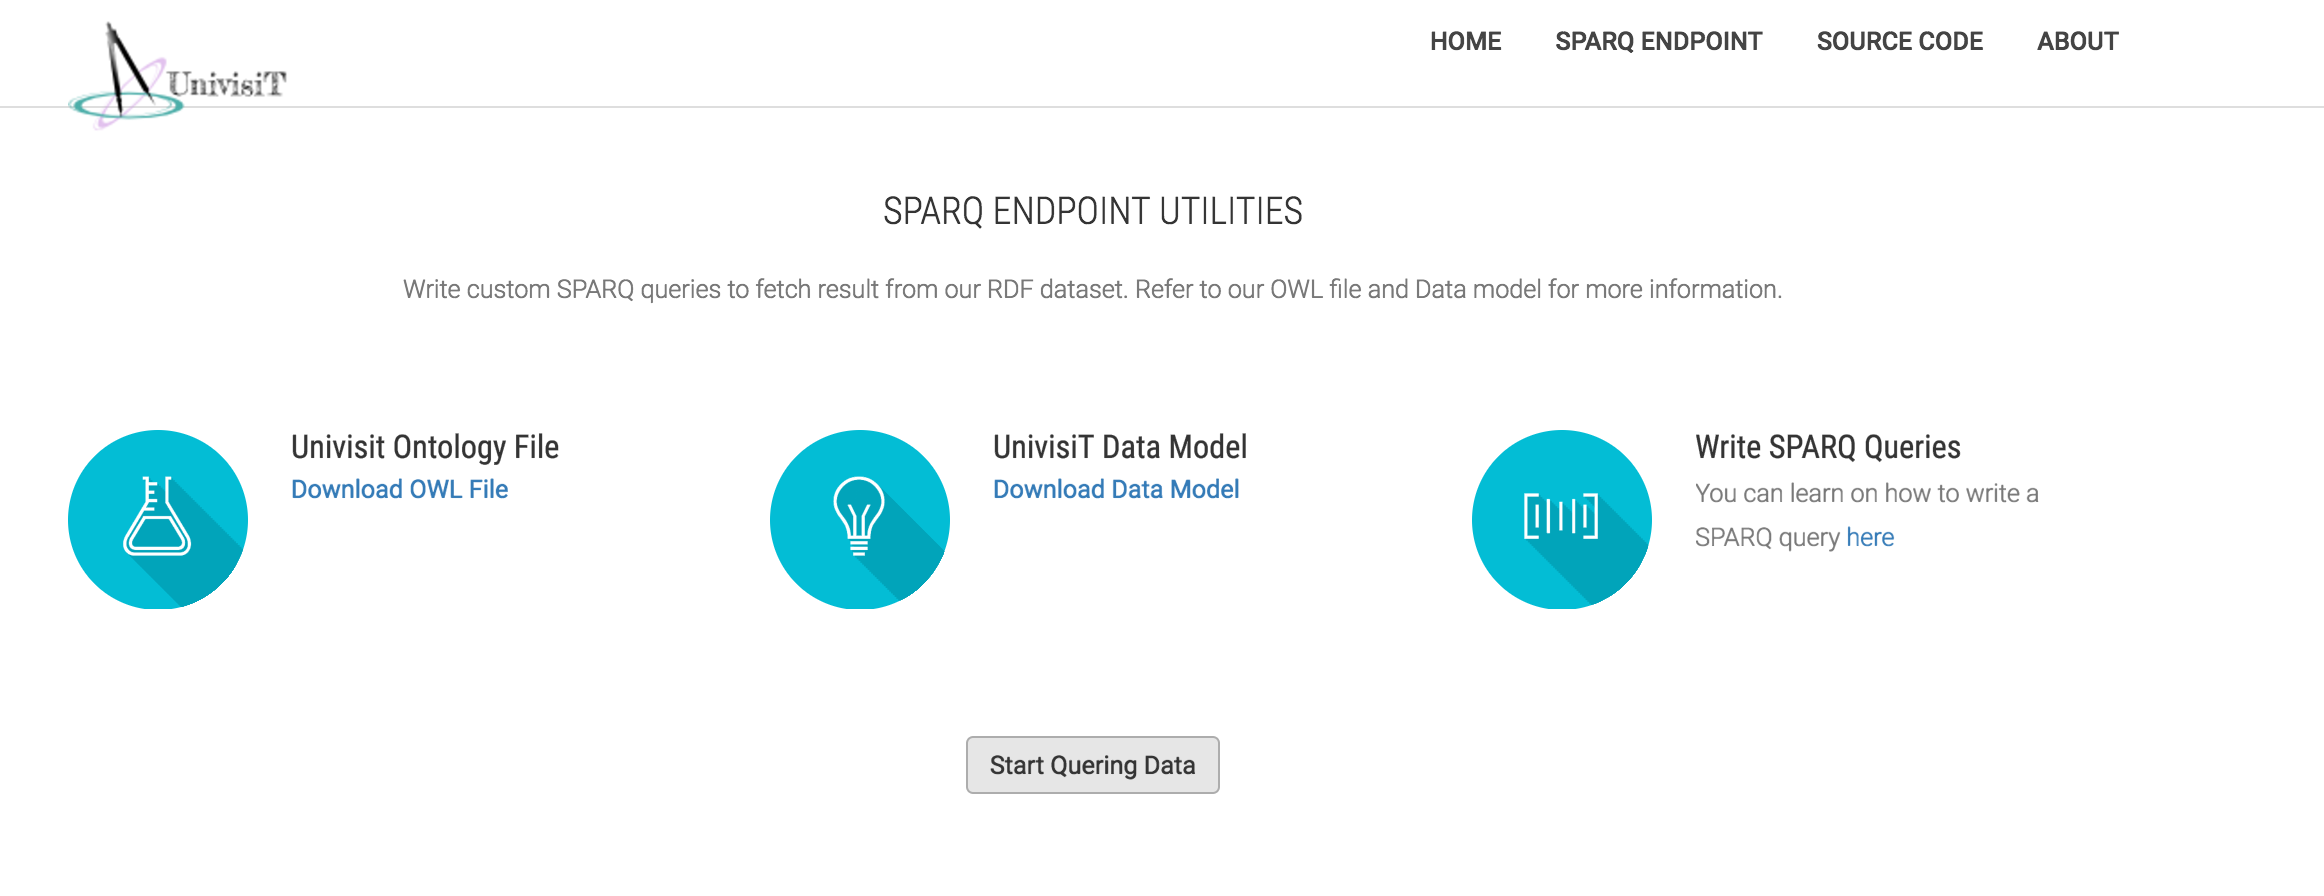 UnivisiT
HOME SPARQ ENDPOINT SOURCE CODE ABOUT
SPARQ ENDPOINT UTILITIES
Write custom SPARQ queries to fetch result from our RDF dataset. Refer to our OWL file and Data model for more information.
Univisit Ontology File
Download OWL File
UnivisiT Data Model
Download Data Model
Write SPARQ Queries
You can learn on how to write a
SPARQ query here
Start Quering Data